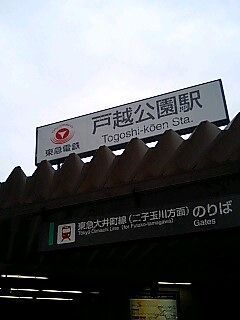 戸越公園駅
Togoshi-kōen Sta.
東急電鉄
東急大井町線（二子玉川方面）のりば
Tokyu Oimachi Line (for Futako-tamagawa) Gates